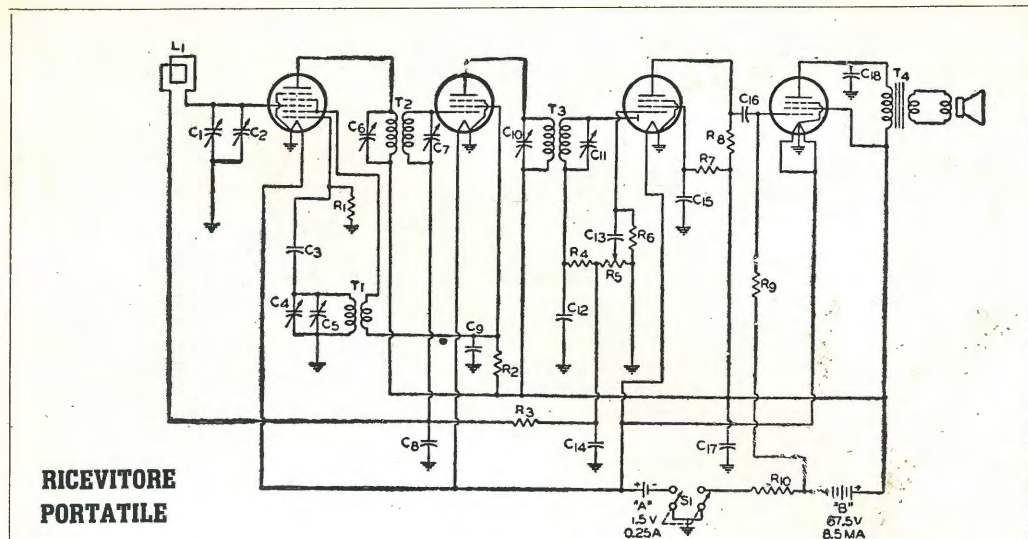 L1
T4
C18
C16
T2
T3
C1
C2
C6
C7
C10
C11
R8
R7
R1
C15
C3
C13
R6
R4
R5
R9
T1
C4
C5
C12
C9
R2
R3
C8
C14
C17
RICEVITORE
PORTATILE
+ -
"A"
1.5V
0.25A
S1
R10
+
"B"
67.5V
8.5MA